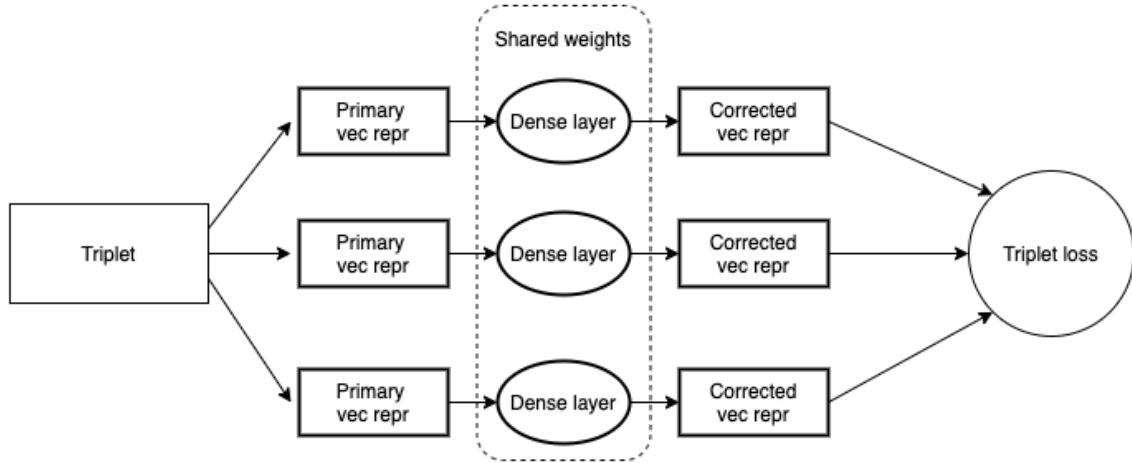 Shared weights
Primary
vec repr
Dense layer
Corrected
vec repr
Triplet
Primary
vec repr
Dense layer
Corrected
vec repr
Triplet loss
Primary
vec repr
Dense layer
Corrected
vec repr